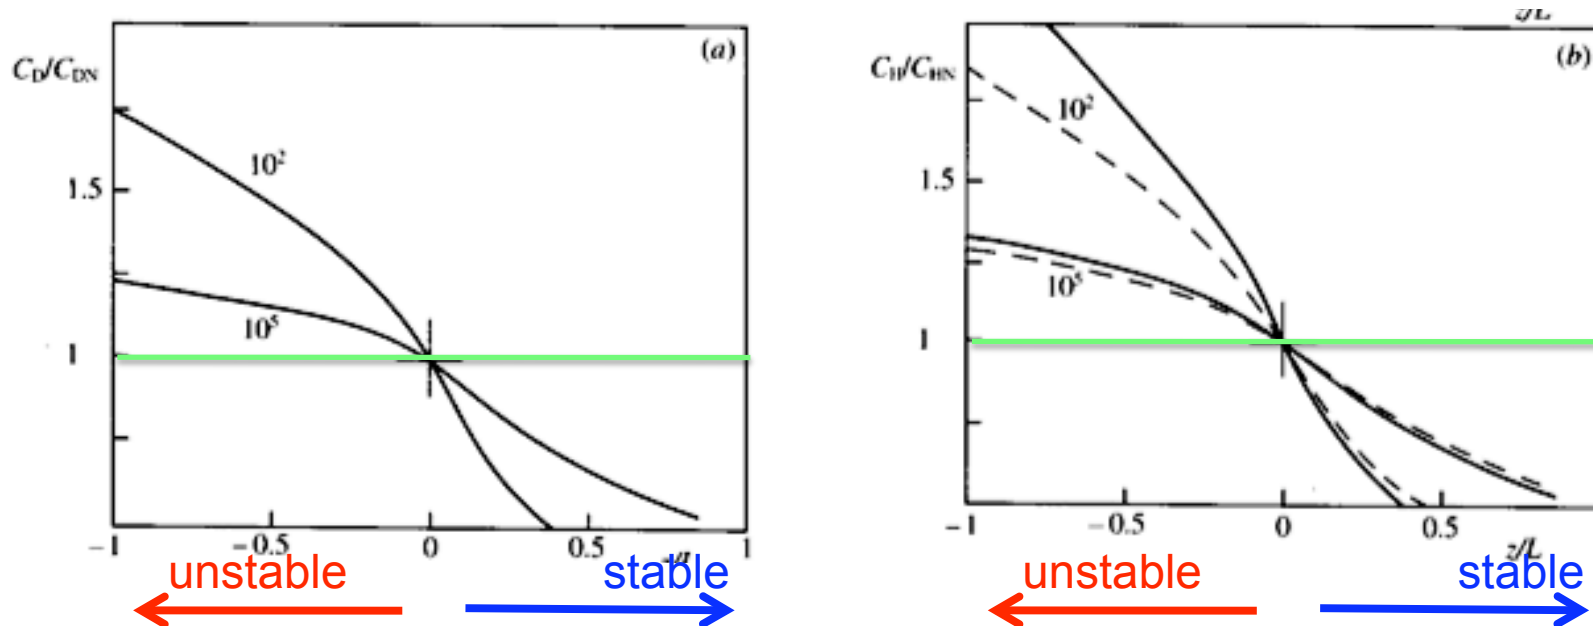 (a)
C_D/C_DN
10²
1.5
10⁵
1
−1
−0.5
0
0.5
1
unstable
stable
z/L
(b)
C_H/C_HN
10²
1.5
10⁵
1
−1
−0.5
0
0.5
z/L
unstable
stable